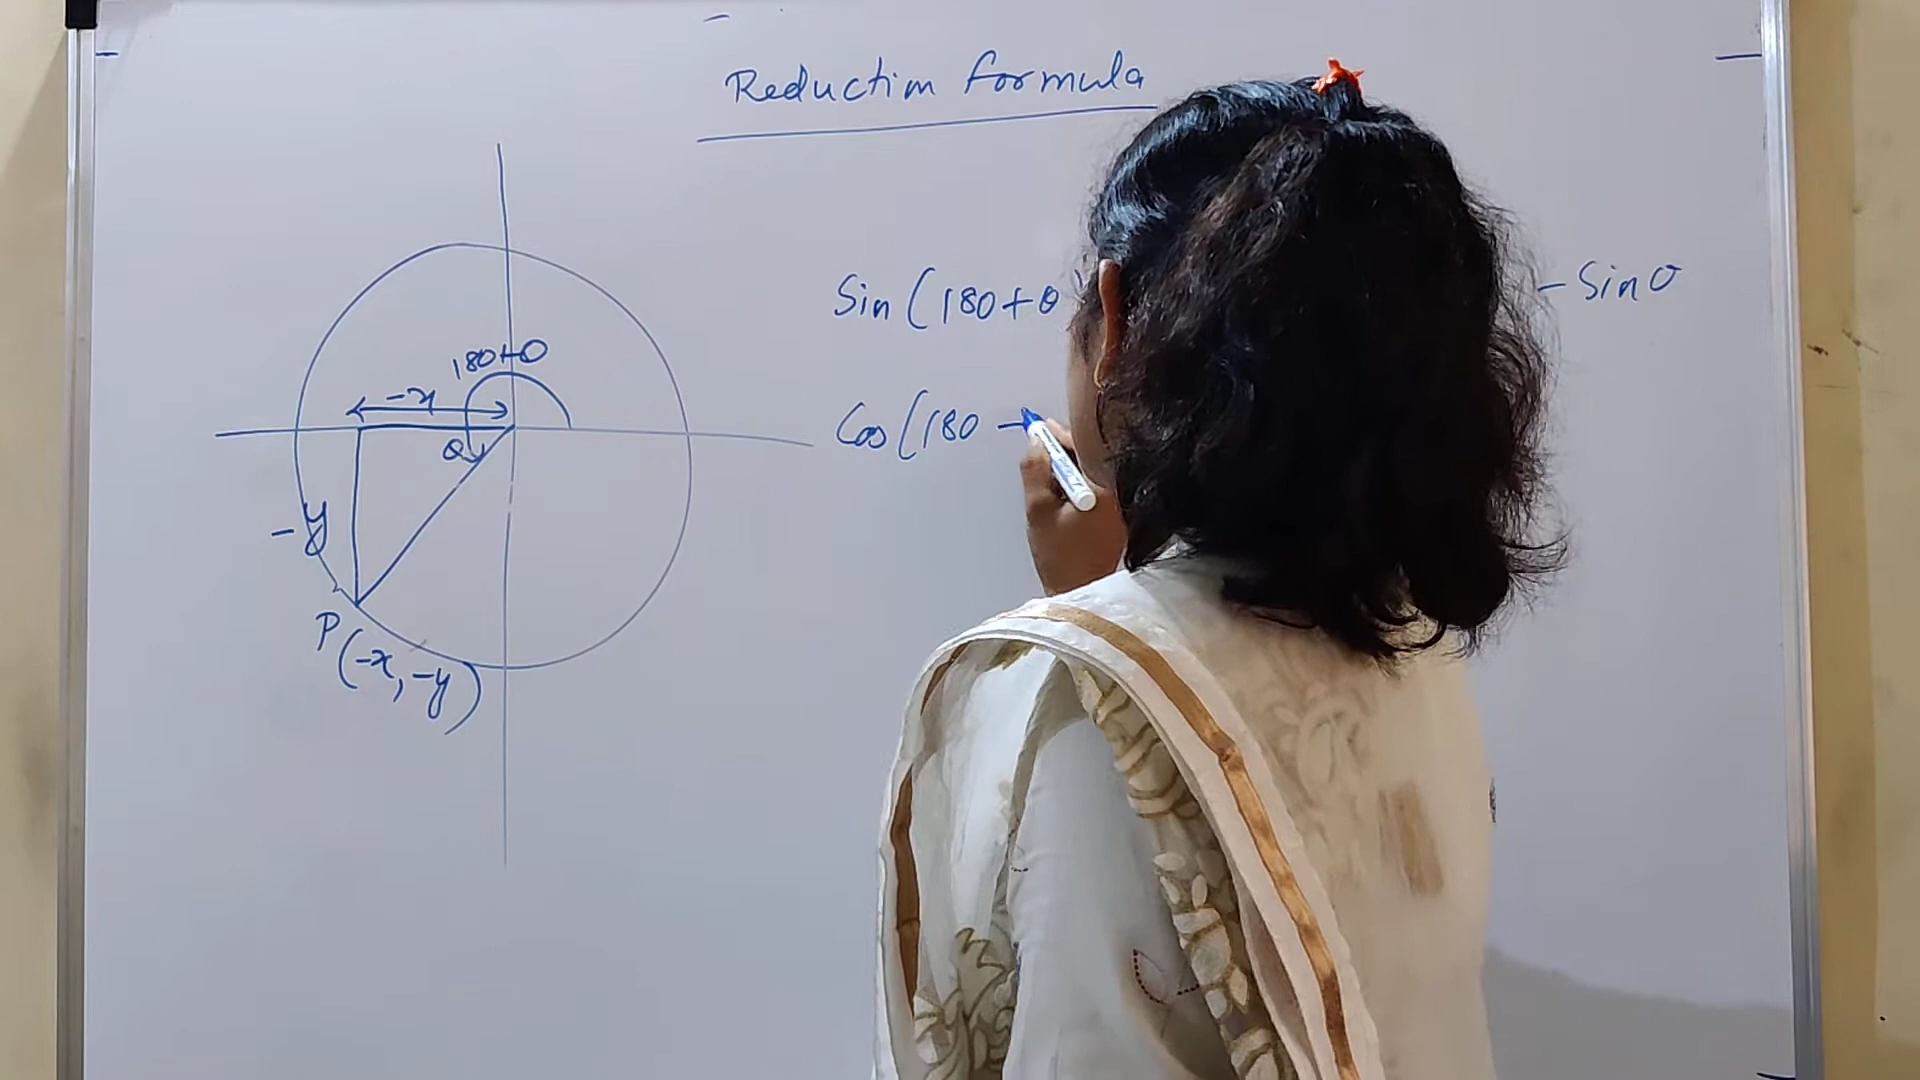 Reduction formula
Sin (180+θ)
- Sin θ
180+θ
-x
Cos (180 -
θ
-y
P
(-x, -y)